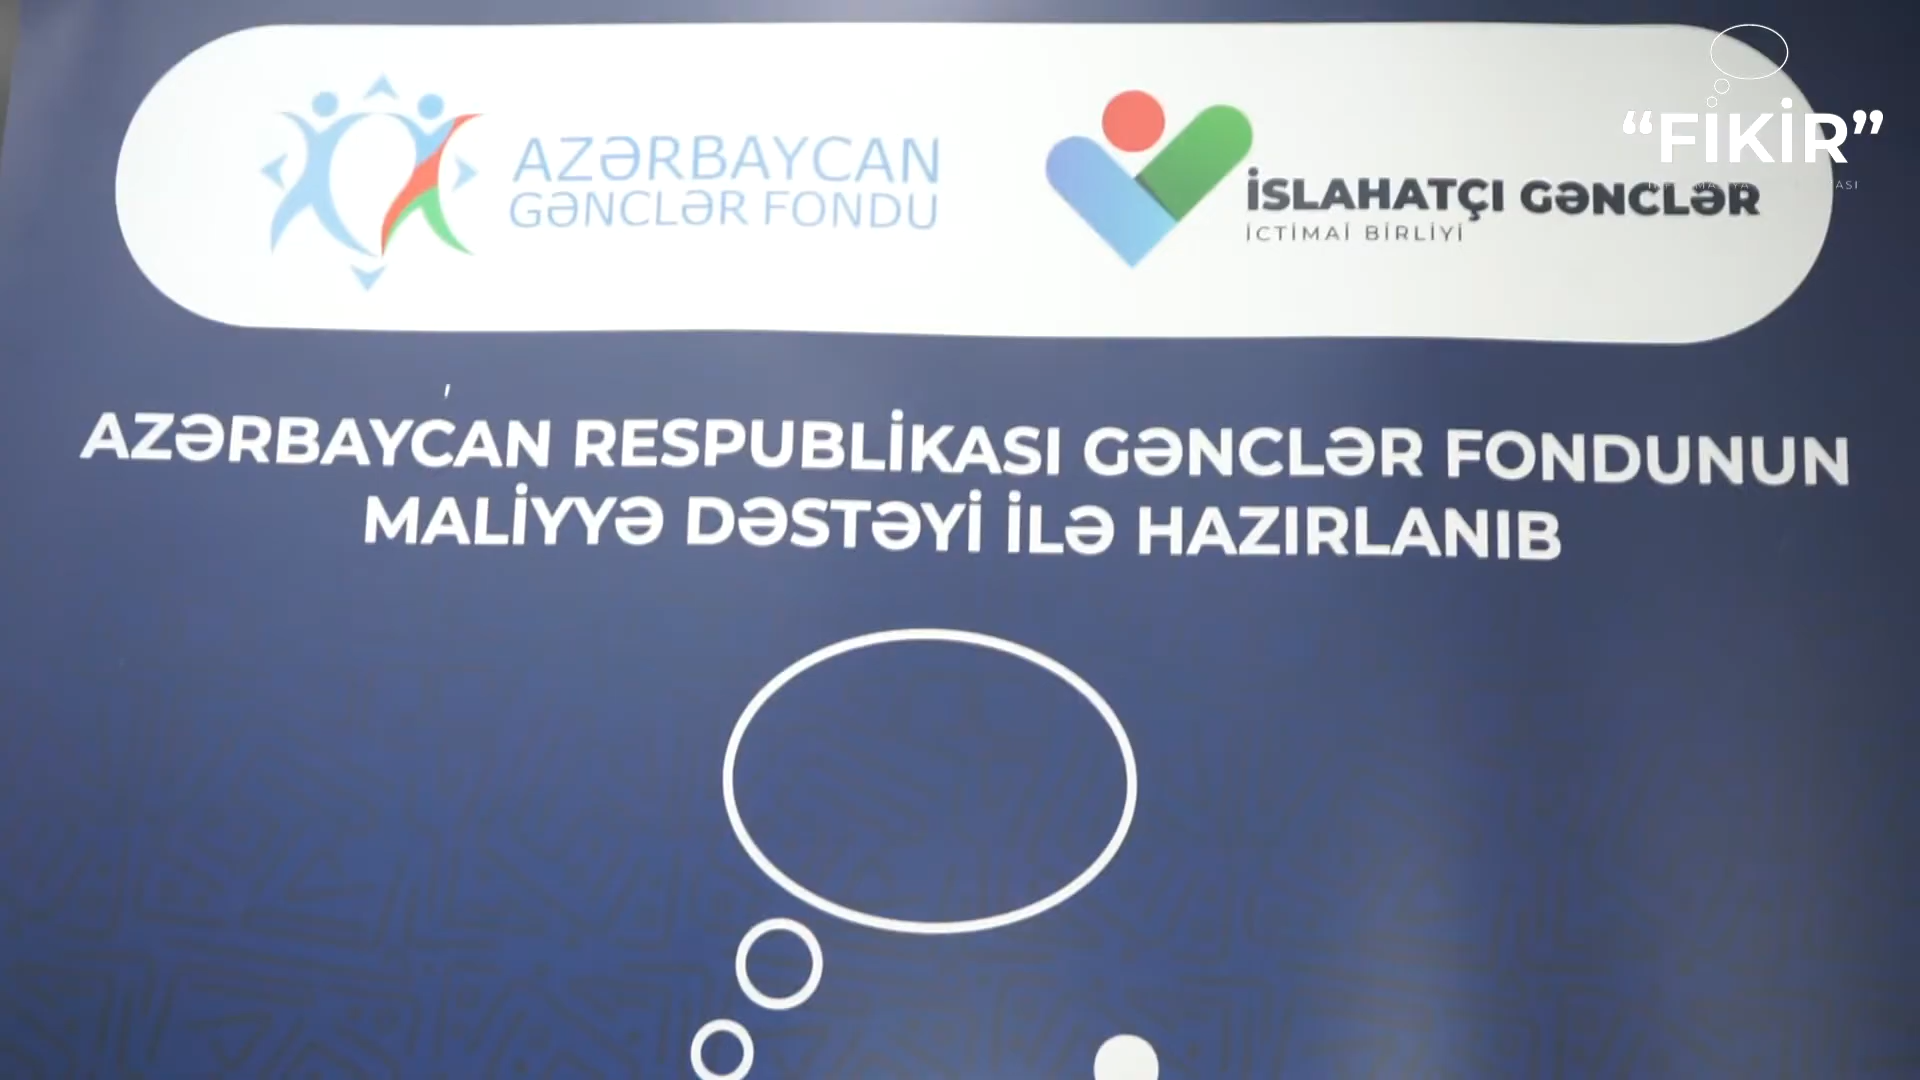 AZƏRBAYCAN
GƏNCLƏR FONDU
İSLAHATÇI GƏNCLƏR
İCTİMAİ BİRLİYİ
“FİKİR”
AZƏRBAYCAN RESPUBLİKASI GƏNCLƏR FONDUNUN
MALİYYƏ DƏSTƏYİ İLƏ HAZIRLANIB